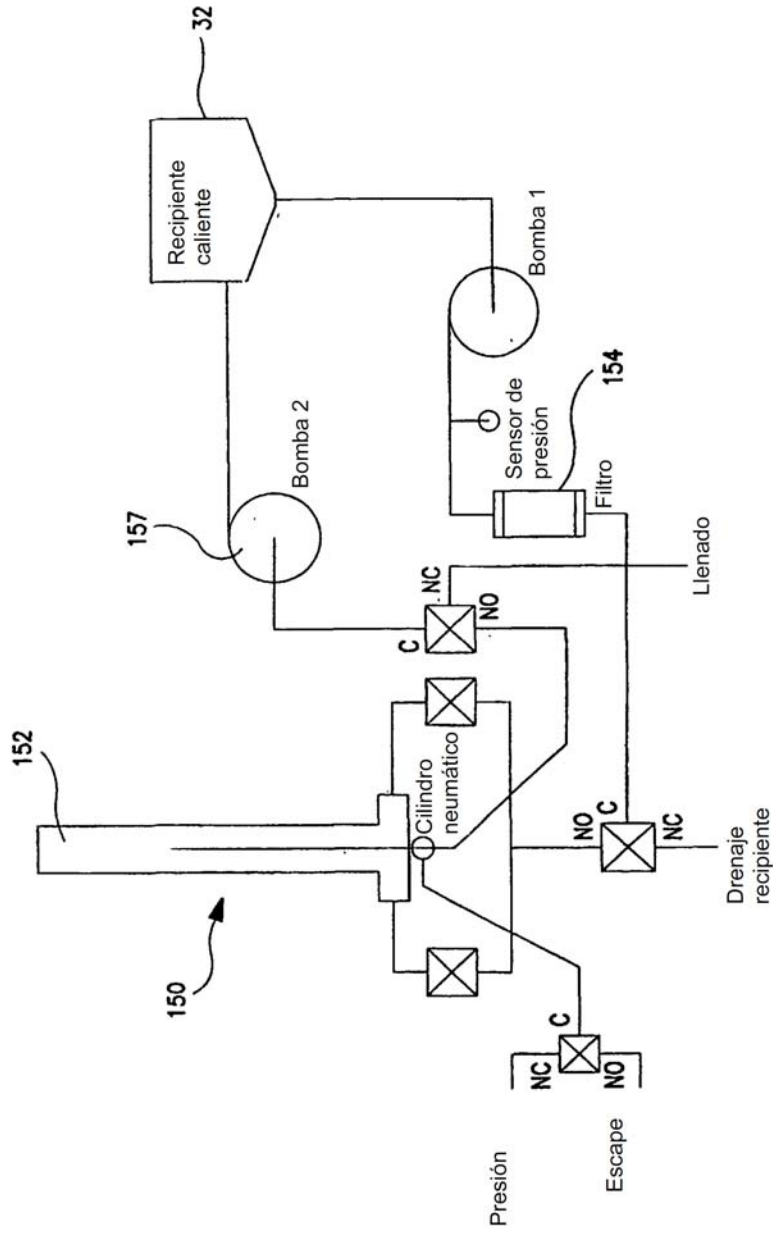 32
Recipiente
caliente
Bomba 1
157
Bomba 2
154
Sensor de
presión
Filtro
152
150
C
NC
NO
Llenado
Cilindro
neumático
NO
C
NC
Drenaje
recipiente
C
NC
NO
Presión
Escape